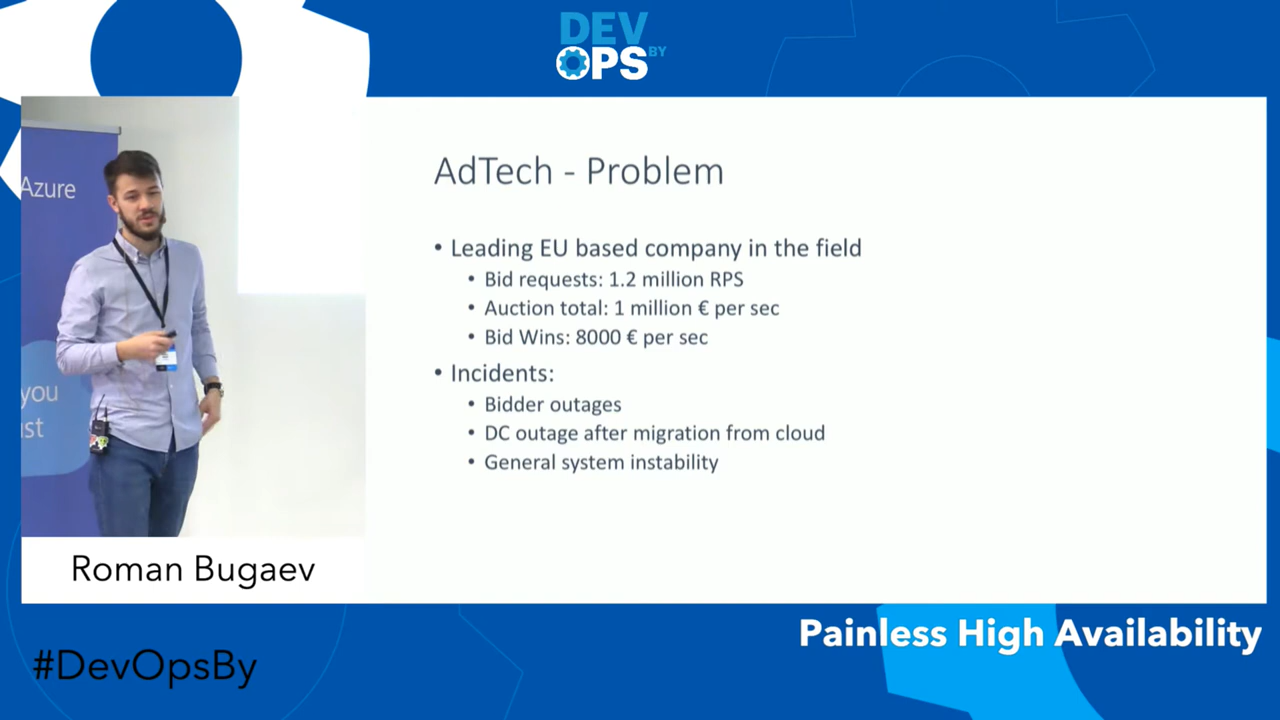 DEV
OPS BY
Azure
you
ust
AdTech - Problem
• Leading EU based company in the field
• Bid requests: 1.2 million RPS
• Auction total: 1 million € per sec
• Bid Wins: 8000 € per sec
• Incidents:
• Bidder outages
• DC outage after migration from cloud
• General system instability
Roman Bugaev
Painless High Availability
#DevOpsBy